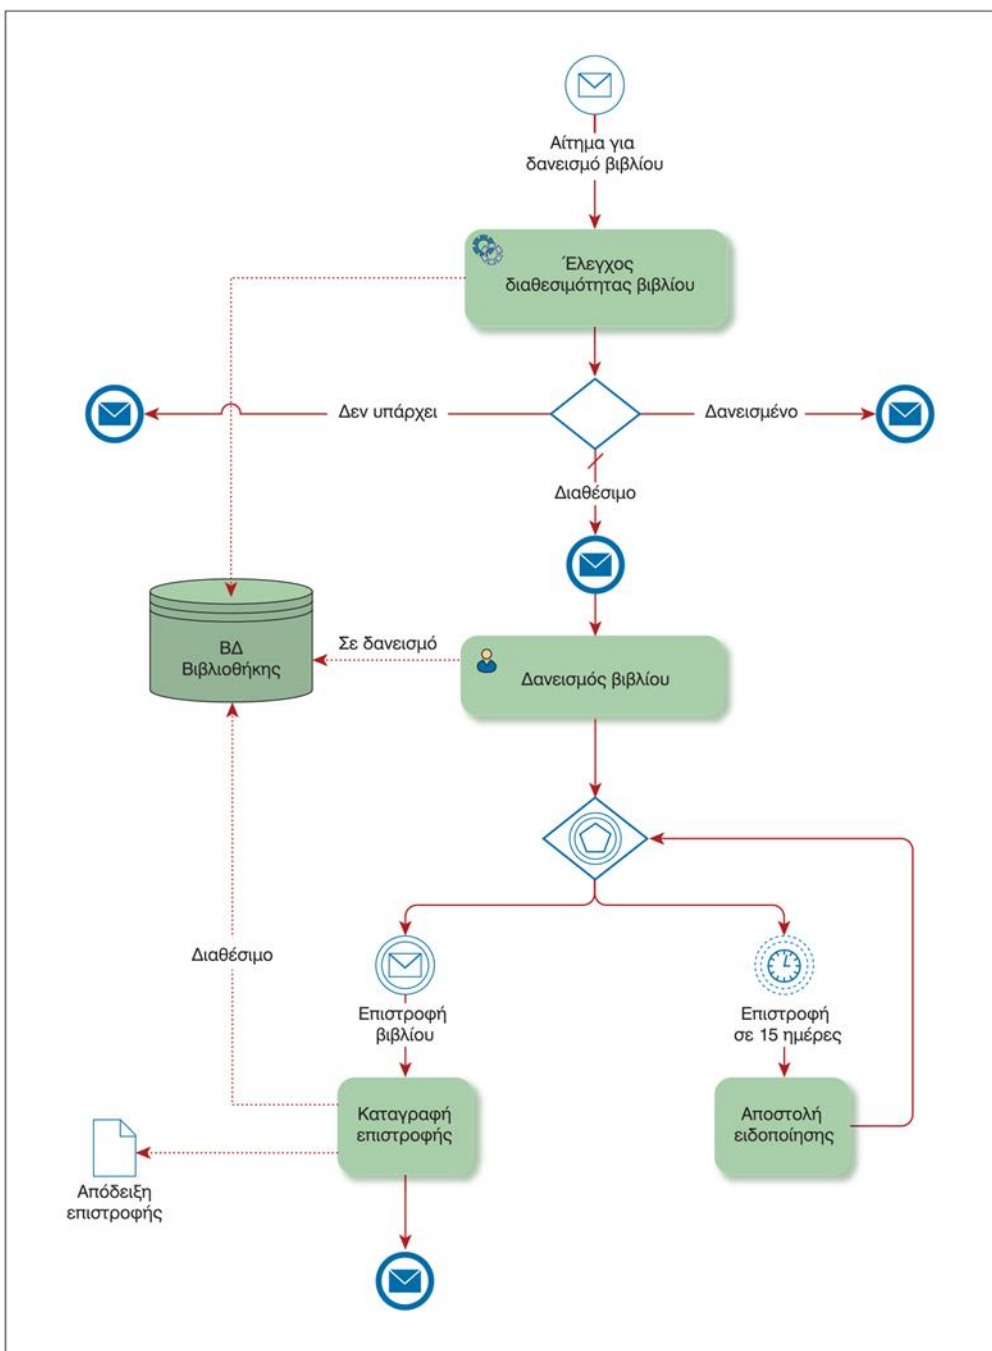 Αίτημα για
δανεισμό βιβλίου
Έλεγχος
διαθεσιμότητας βιβλίου
Δεν υπάρχει
Δανεισμένο
Διαθέσιμο
ΒΔ
Βιβλιοθήκης
Σε δανεισμό
Δανεισμός βιβλίου
Διαθέσιμο
Επιστροφή
βιβλίου
Επιστροφή
σε 15 ημέρες
Καταγραφή
επιστροφής
Αποστολή
ειδοποίησης
Απόδειξη
επιστροφής